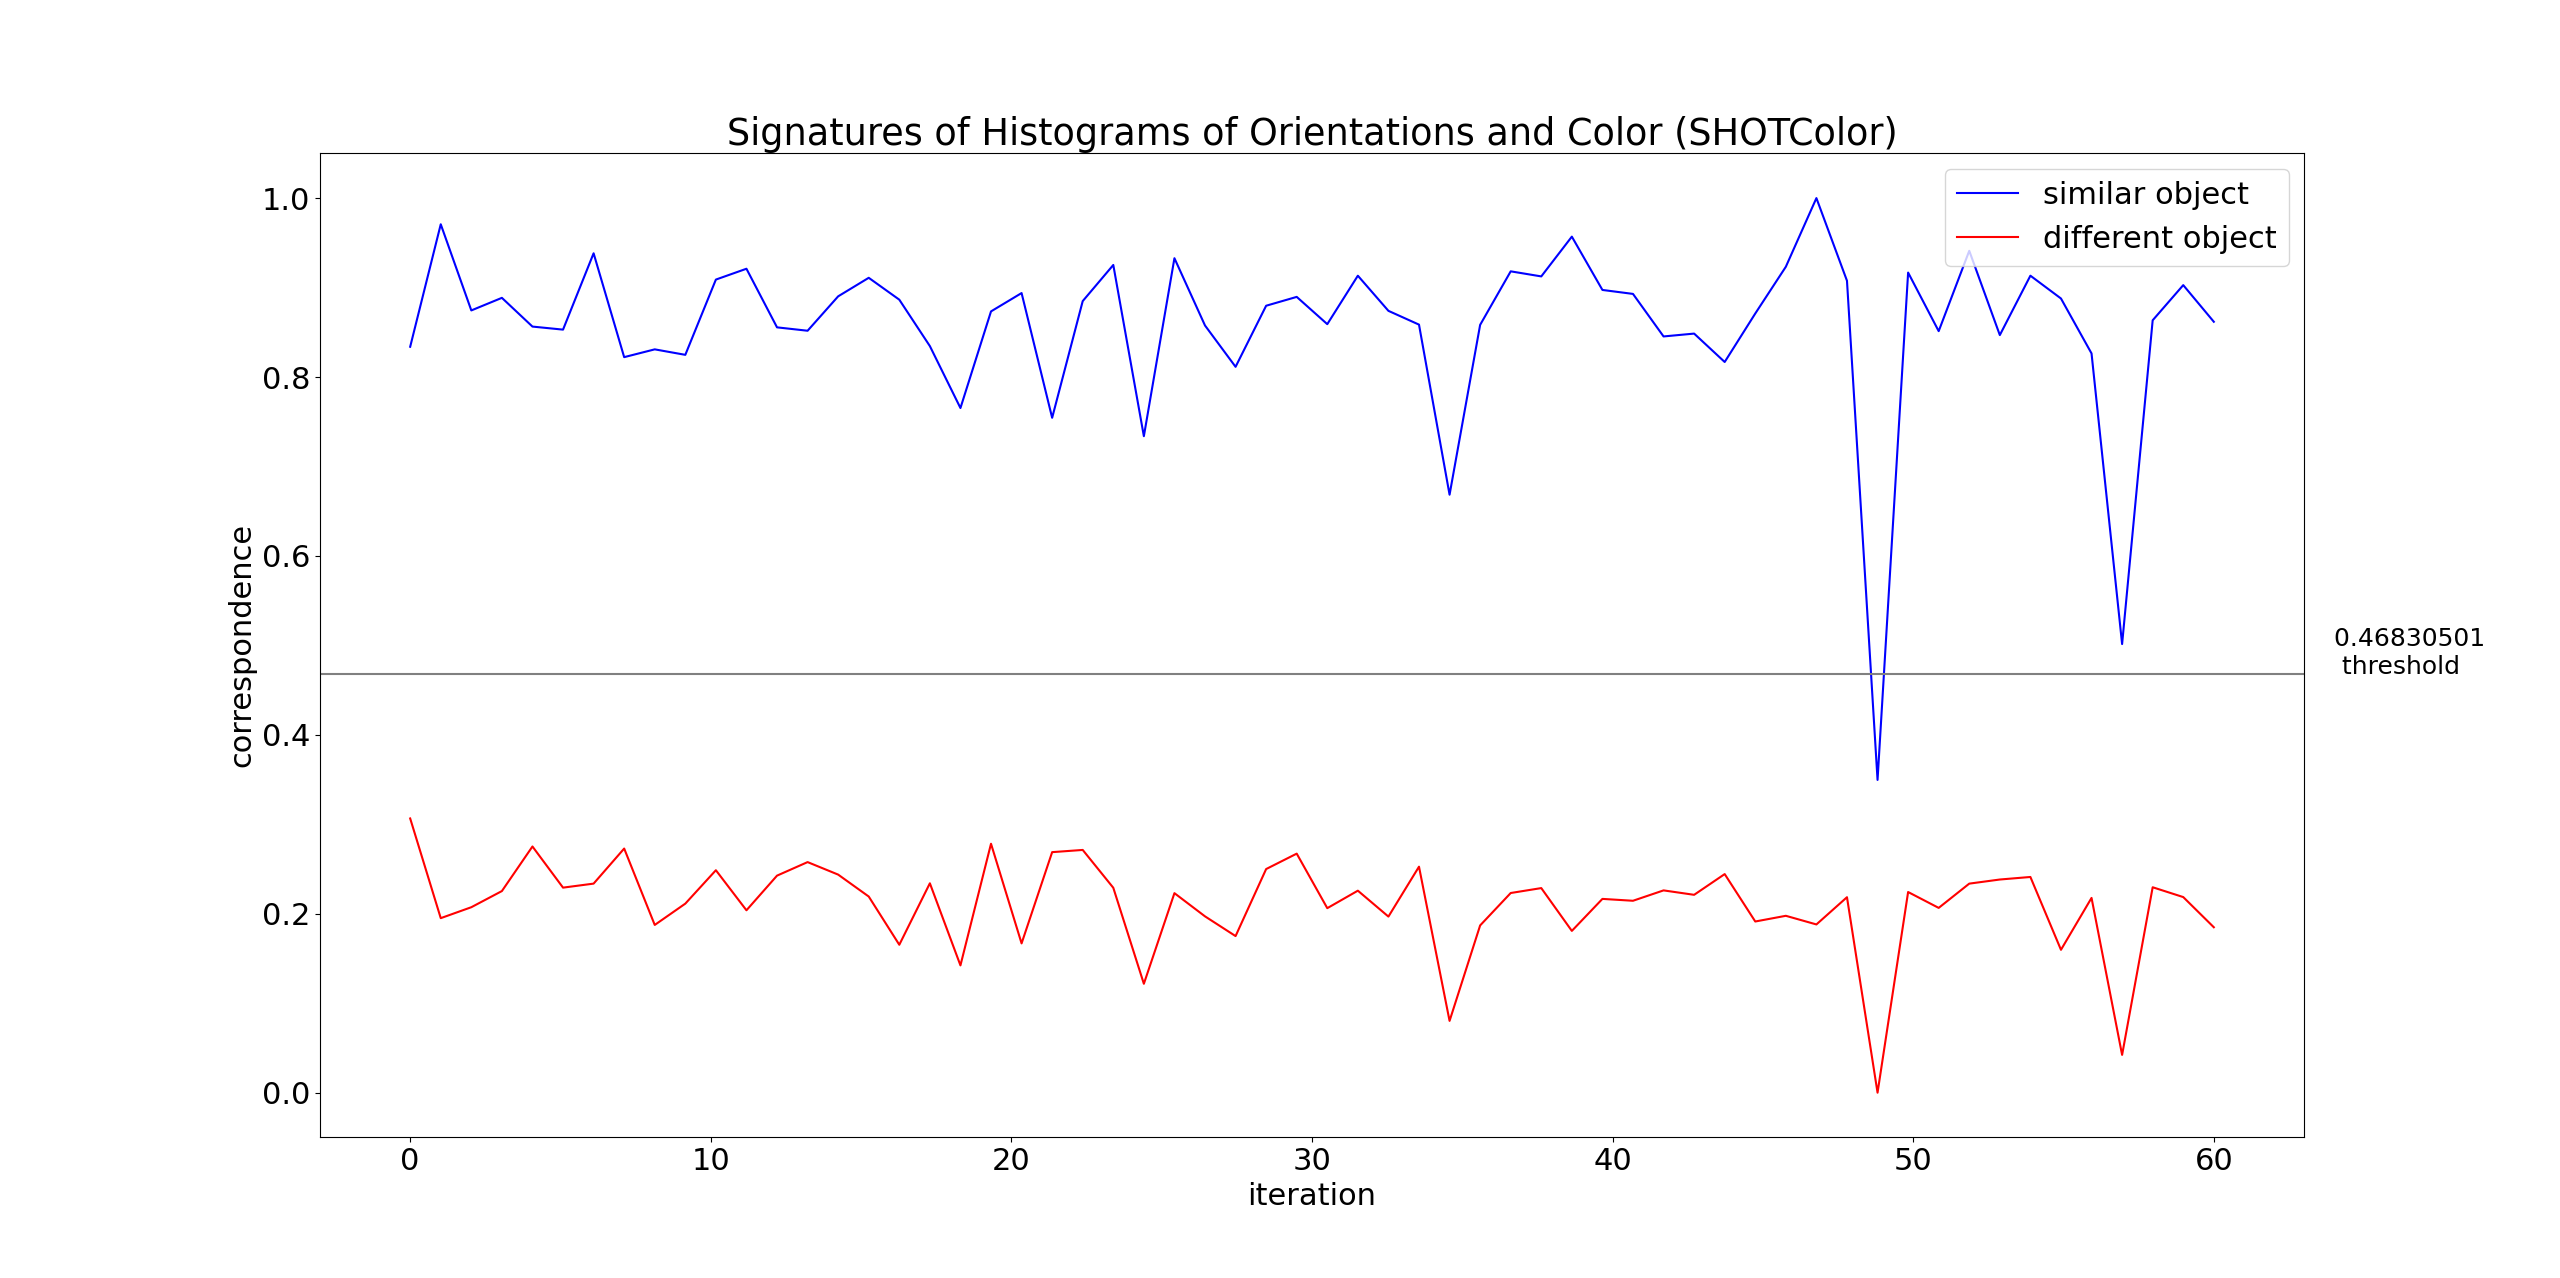 Signatures of Histograms of Orientations and Color (SHOTColor)
1.0
0.8
0.6
0.4
0.2
0.0
correspondence
similar object
different object
0.46830501
threshold
0 10 20 30 40 50 60
iteration